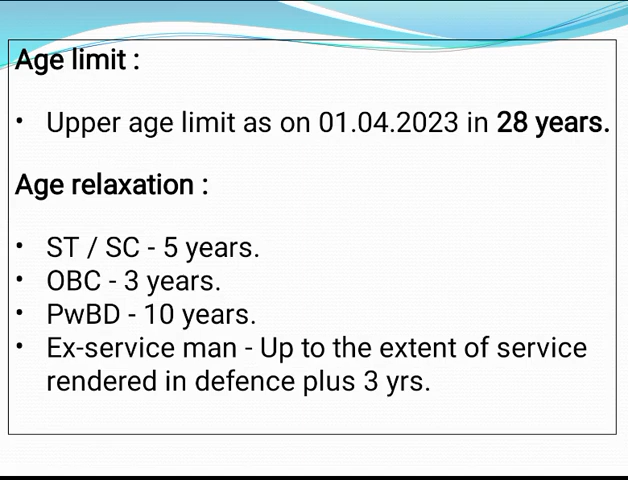 Age limit :
• Upper age limit as on 01.04.2023 in 28 years.
Age relaxation :
• ST / SC - 5 years.
• OBC - 3 years.
• PwBD - 10 years.
• Ex-service man - Up to the extent of service
rendered in defence plus 3 yrs.